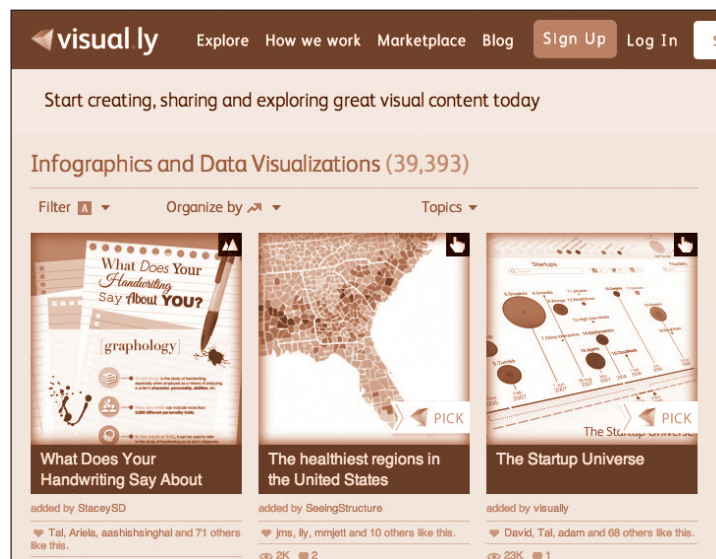 visual.ly
Explore How we work Marketplace Blog Sign Up Log In S
Start creating, sharing and exploring great visual content today
Infographics and Data Visualizations (39,393)
Filter A Organize by Topics
What Does Your
Handwriting
Say About YOU?
[graphology]
PICK
Startups
2007
2007
2008
PICK
The Startup Universe
What Does Your
Handwriting Say About
The healthiest regions in
the United States
The Startup Universe
added by StaceySD
added by SeeingStructure
added by visually
Tal, Ariela, aashishsinghal and 71 others
like this.
jms, lly, mmjett and 10 others like this.
David, Tal, adam and 68 others like this.
2K 2
23K 1